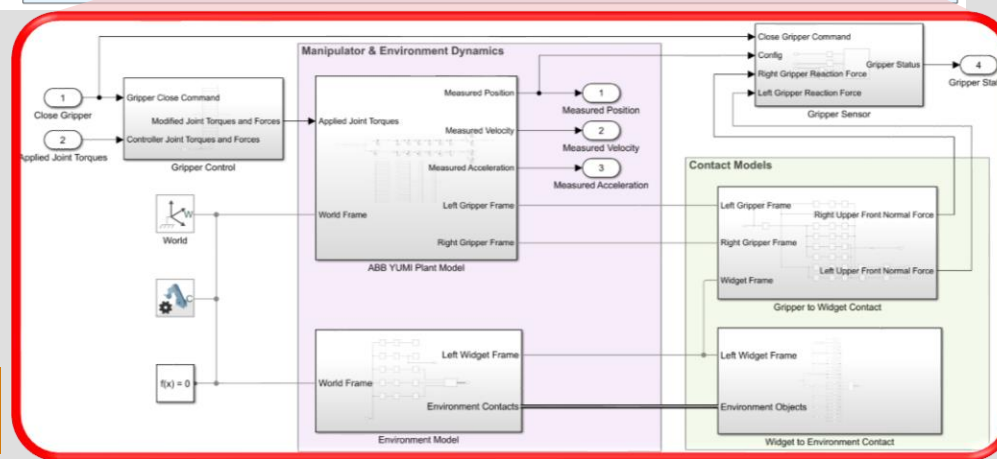 Manipulator & Environment Dynamics
Close Gripper Command
Config
Right Gripper Reaction Force
Left Gripper Reaction Force
Gripper Status
Gripper Sensor
4
Gripper Stat
1
Close Gripper
2
Applied Joint Torques
Gripper Close Command
Modified Joint Torques and Forces
Controller Joint Torques and Forces
Gripper Control
Applied Joint Torques
World Frame
Measured Position
Measured Velocity
Measured Acceleration
Left Gripper Frame
Right Gripper Frame
ABB YUMI Plant Model
1
Measured Position
2
Measured Velocity
3
Measured Acceleration
W
World
C
f(x) = 0
Contact Models
Left Gripper Frame
Right Gripper Frame
Widget Frame
Right Upper Front Normal Force
Left Upper Front Normal Force
Gripper to Widget Contact
World Frame
Left Widget Frame
Environment Contacts
Environment Model
Left Widget Frame
Environment Objects
Widget to Environment Contact